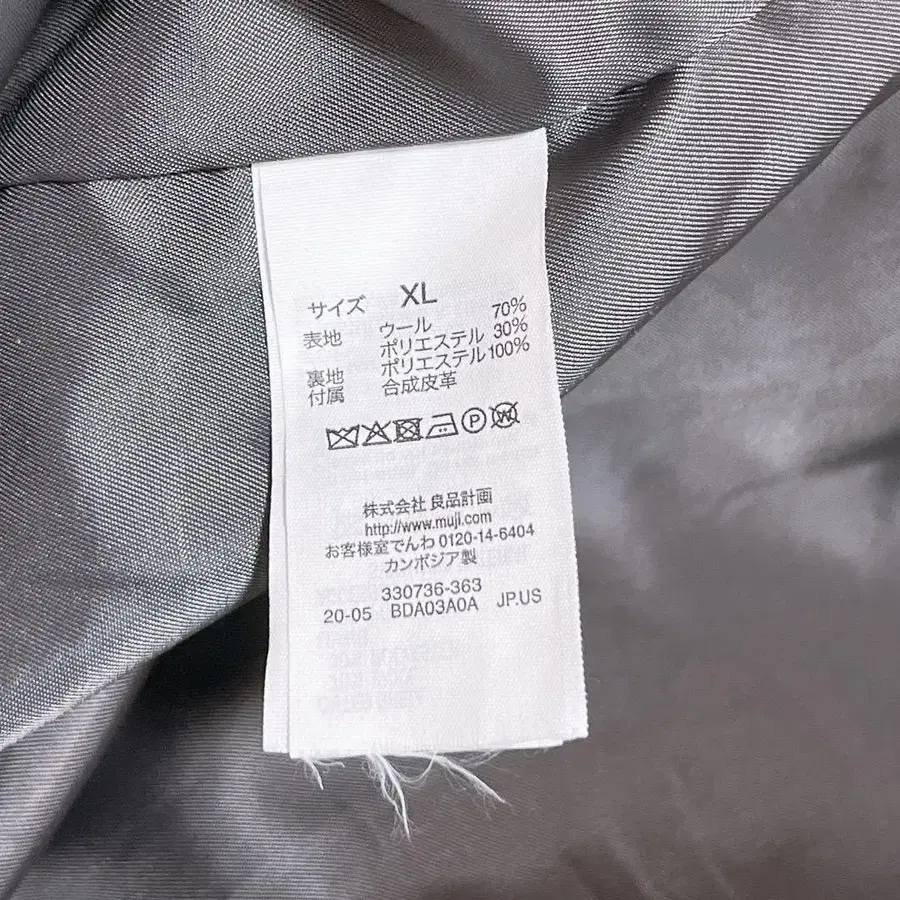 サイズ XL
表地 ウール 70%
ポリエステル 30%
裏地 ポリエステル 100%
付属 合成皮革
P W
株式会社 良品計画
http://www.muji.com
お客様室でんわ 0120-14-6404
カンボジア製
330736-363
20-05 BDA03A0A JP.US